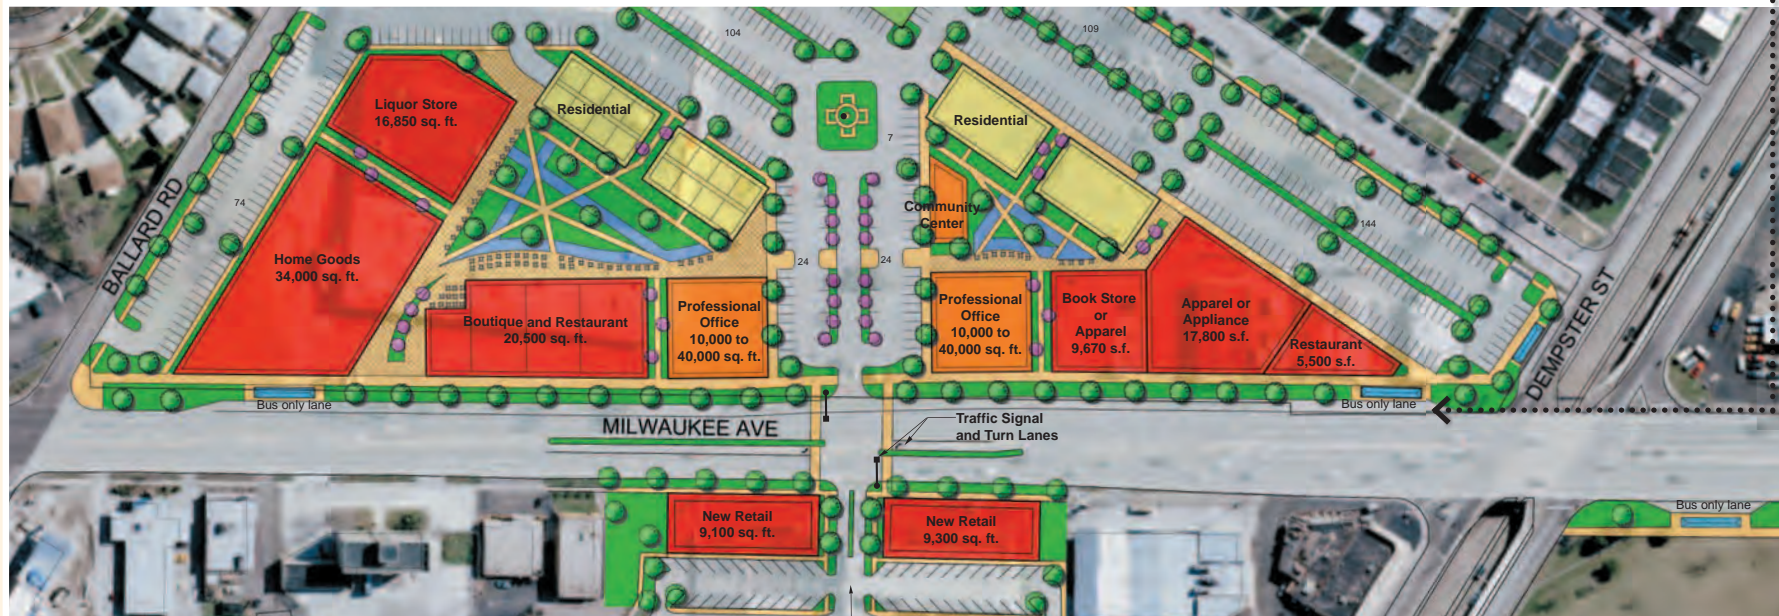 104
109
Liquor Store
16,850 sq. ft.
Residential
Residential
7
74
Community
Center
144
BALLARD RD
Home Goods
34,000 sq. ft.
24
24
Boutique and Restaurant
20,500 sq. ft.
Professional
Office
10,000 to
40,000 sq. ft.
Professional
Office
10,000 to
40,000 sq. ft.
Book Store
or
Apparel
9,670 s.f.
Apparel or
Appliance
17,800 s.f.
Restaurant
5,500 s.f.
DEMPSTER ST
Bus only lane
Bus only lane
MILWAUKEE AVE
Traffic Signal
and Turn Lanes
New Retail
9,100 sq. ft.
New Retail
9,300 sq. ft.
Bus only lane